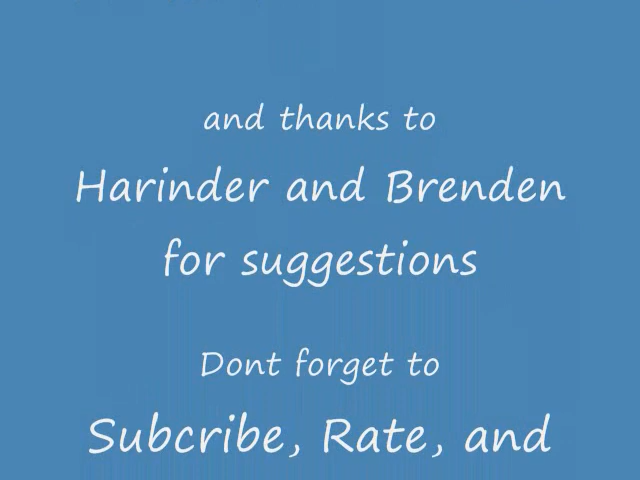 and thanks to
Harinder and Brenden
for suggestions
Dont forget to
Subcribe, Rate, and